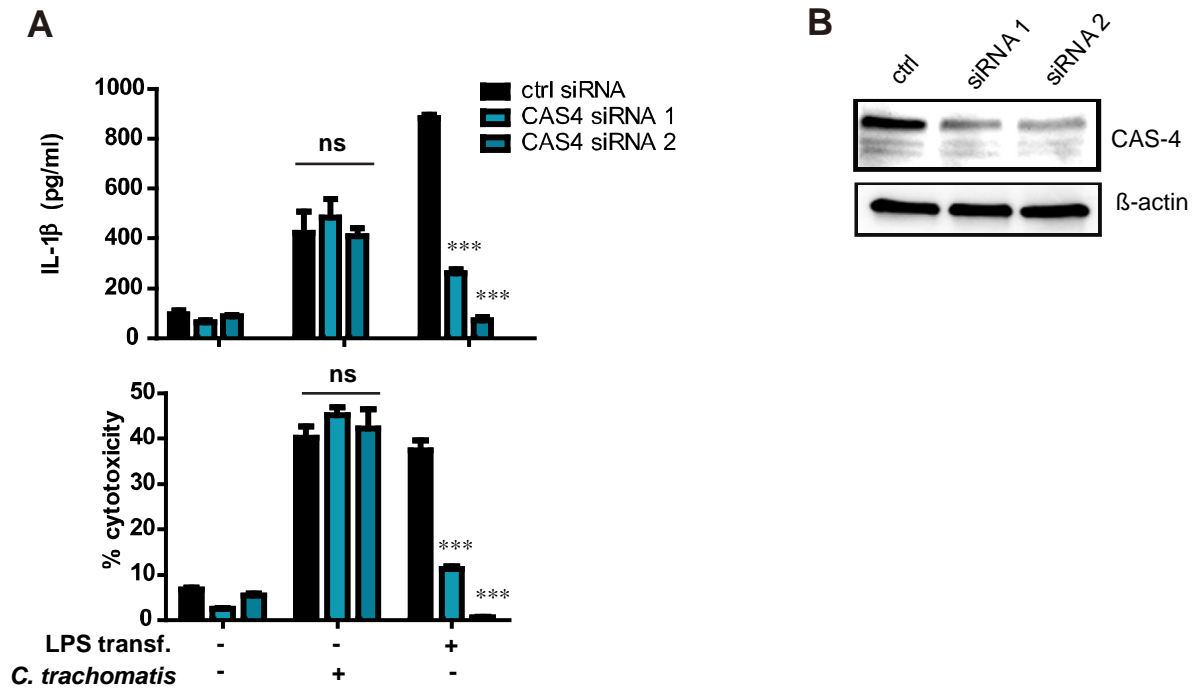 A
1000
800
600
400
200
0
IL-1β (pg/ml)
ctrl siRNA
CAS4 siRNA 1
CAS4 siRNA 2
ns
***
***
50
40
30
20
10
0
% cytotoxicity
ns
***
***
LPS transf. - - +
C. trachomatis - + -
B
ctrl siRNA 1 siRNA 2
CAS-4
ß-actin